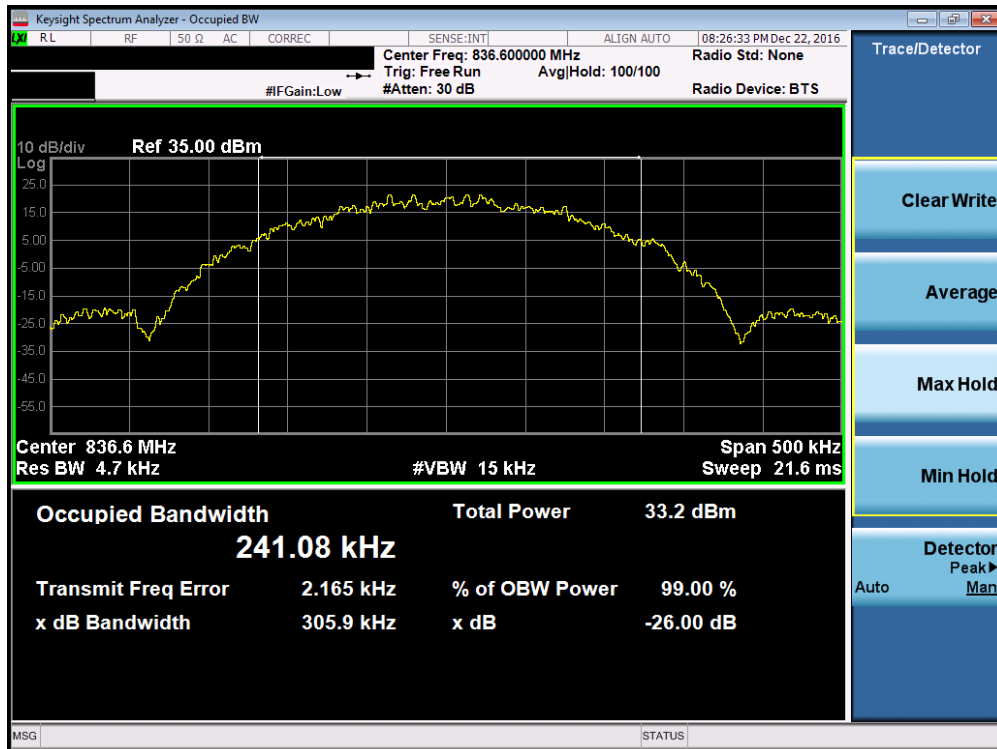 Keysight Spectrum Analyzer - Occupied BW
LXI RL RF 50 Ω AC CORREC SENSE:INT ALIGN AUTO 08:26:33 PM Dec 22, 2016
Center Freq: 836.600000 MHz Radio Std: None
Trig: Free Run Avg|Hold: 100/100
#IFGain:Low #Atten: 30 dB Radio Device: BTS
10 dB/div Ref 35.00 dBm
Log
25.0
15.0
5.00
-5.00
-15.0
-25.0
-35.0
-45.0
-55.0
Center 836.6 MHz Span 500 kHz
Res BW 4.7 kHz #VBW 15 kHz Sweep 21.6 ms
Occupied Bandwidth Total Power 33.2 dBm
241.08 kHz
Transmit Freq Error 2.165 kHz % of OBW Power 99.00 %
x dB Bandwidth 305.9 kHz x dB -26.00 dB
Trace/Detector
Clear Write
Average
Max Hold
Min Hold
Detector
Peak▶
Auto Man
MSG STATUS